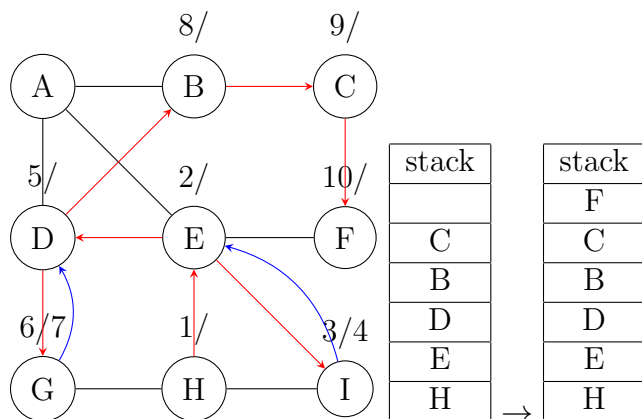 8/ 9/
A B C
5/ 2/ 10/
D E F
6/7 1/ 3/4
G H I
stack
C
B
D
E
H
→
stack
F
C
B
D
E
H